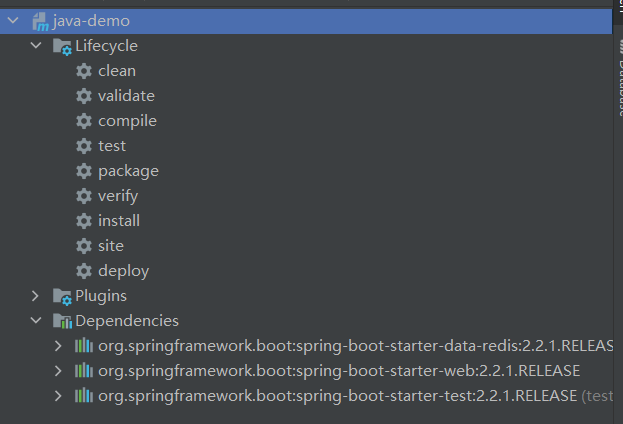 java-demo
Lifecycle
clean
validate
compile
test
package
verify
install
site
deploy
Plugins
Dependencies
org.springframework.boot:spring-boot-starter-data-redis:2.2.1.RELEAS
org.springframework.boot:spring-boot-starter-web:2.2.1.RELEASE
org.springframework.boot:spring-boot-starter-test:2.2.1.RELEASE (test
Database